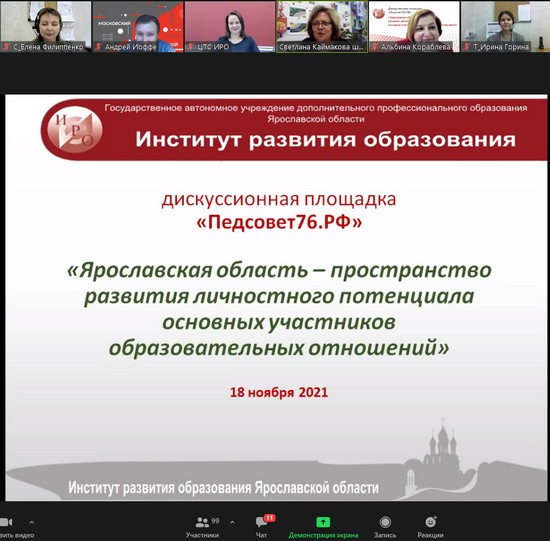 МОСКОВСКИЙ
С_Елена Филиппенко
Андрей Иоффе
ЦТС ИРО
Светлана Каймакова ш...
Альбина Кораблева
Т_Ирина Горина
Государственное автономное учреждение дополнительного профессионального образования
Ярославской области
ИРО
Институт развития образования
дискуссионная площадка
«Педсовет76.РФ»
«Ярославская область – пространство
развития личностного потенциала
основных участников
образовательных отношений»
18 ноября 2021
Институт развития образования Ярославской области
99
11
вить видео
Участники
Чат
Демонстрация экрана
Запись
Реакции